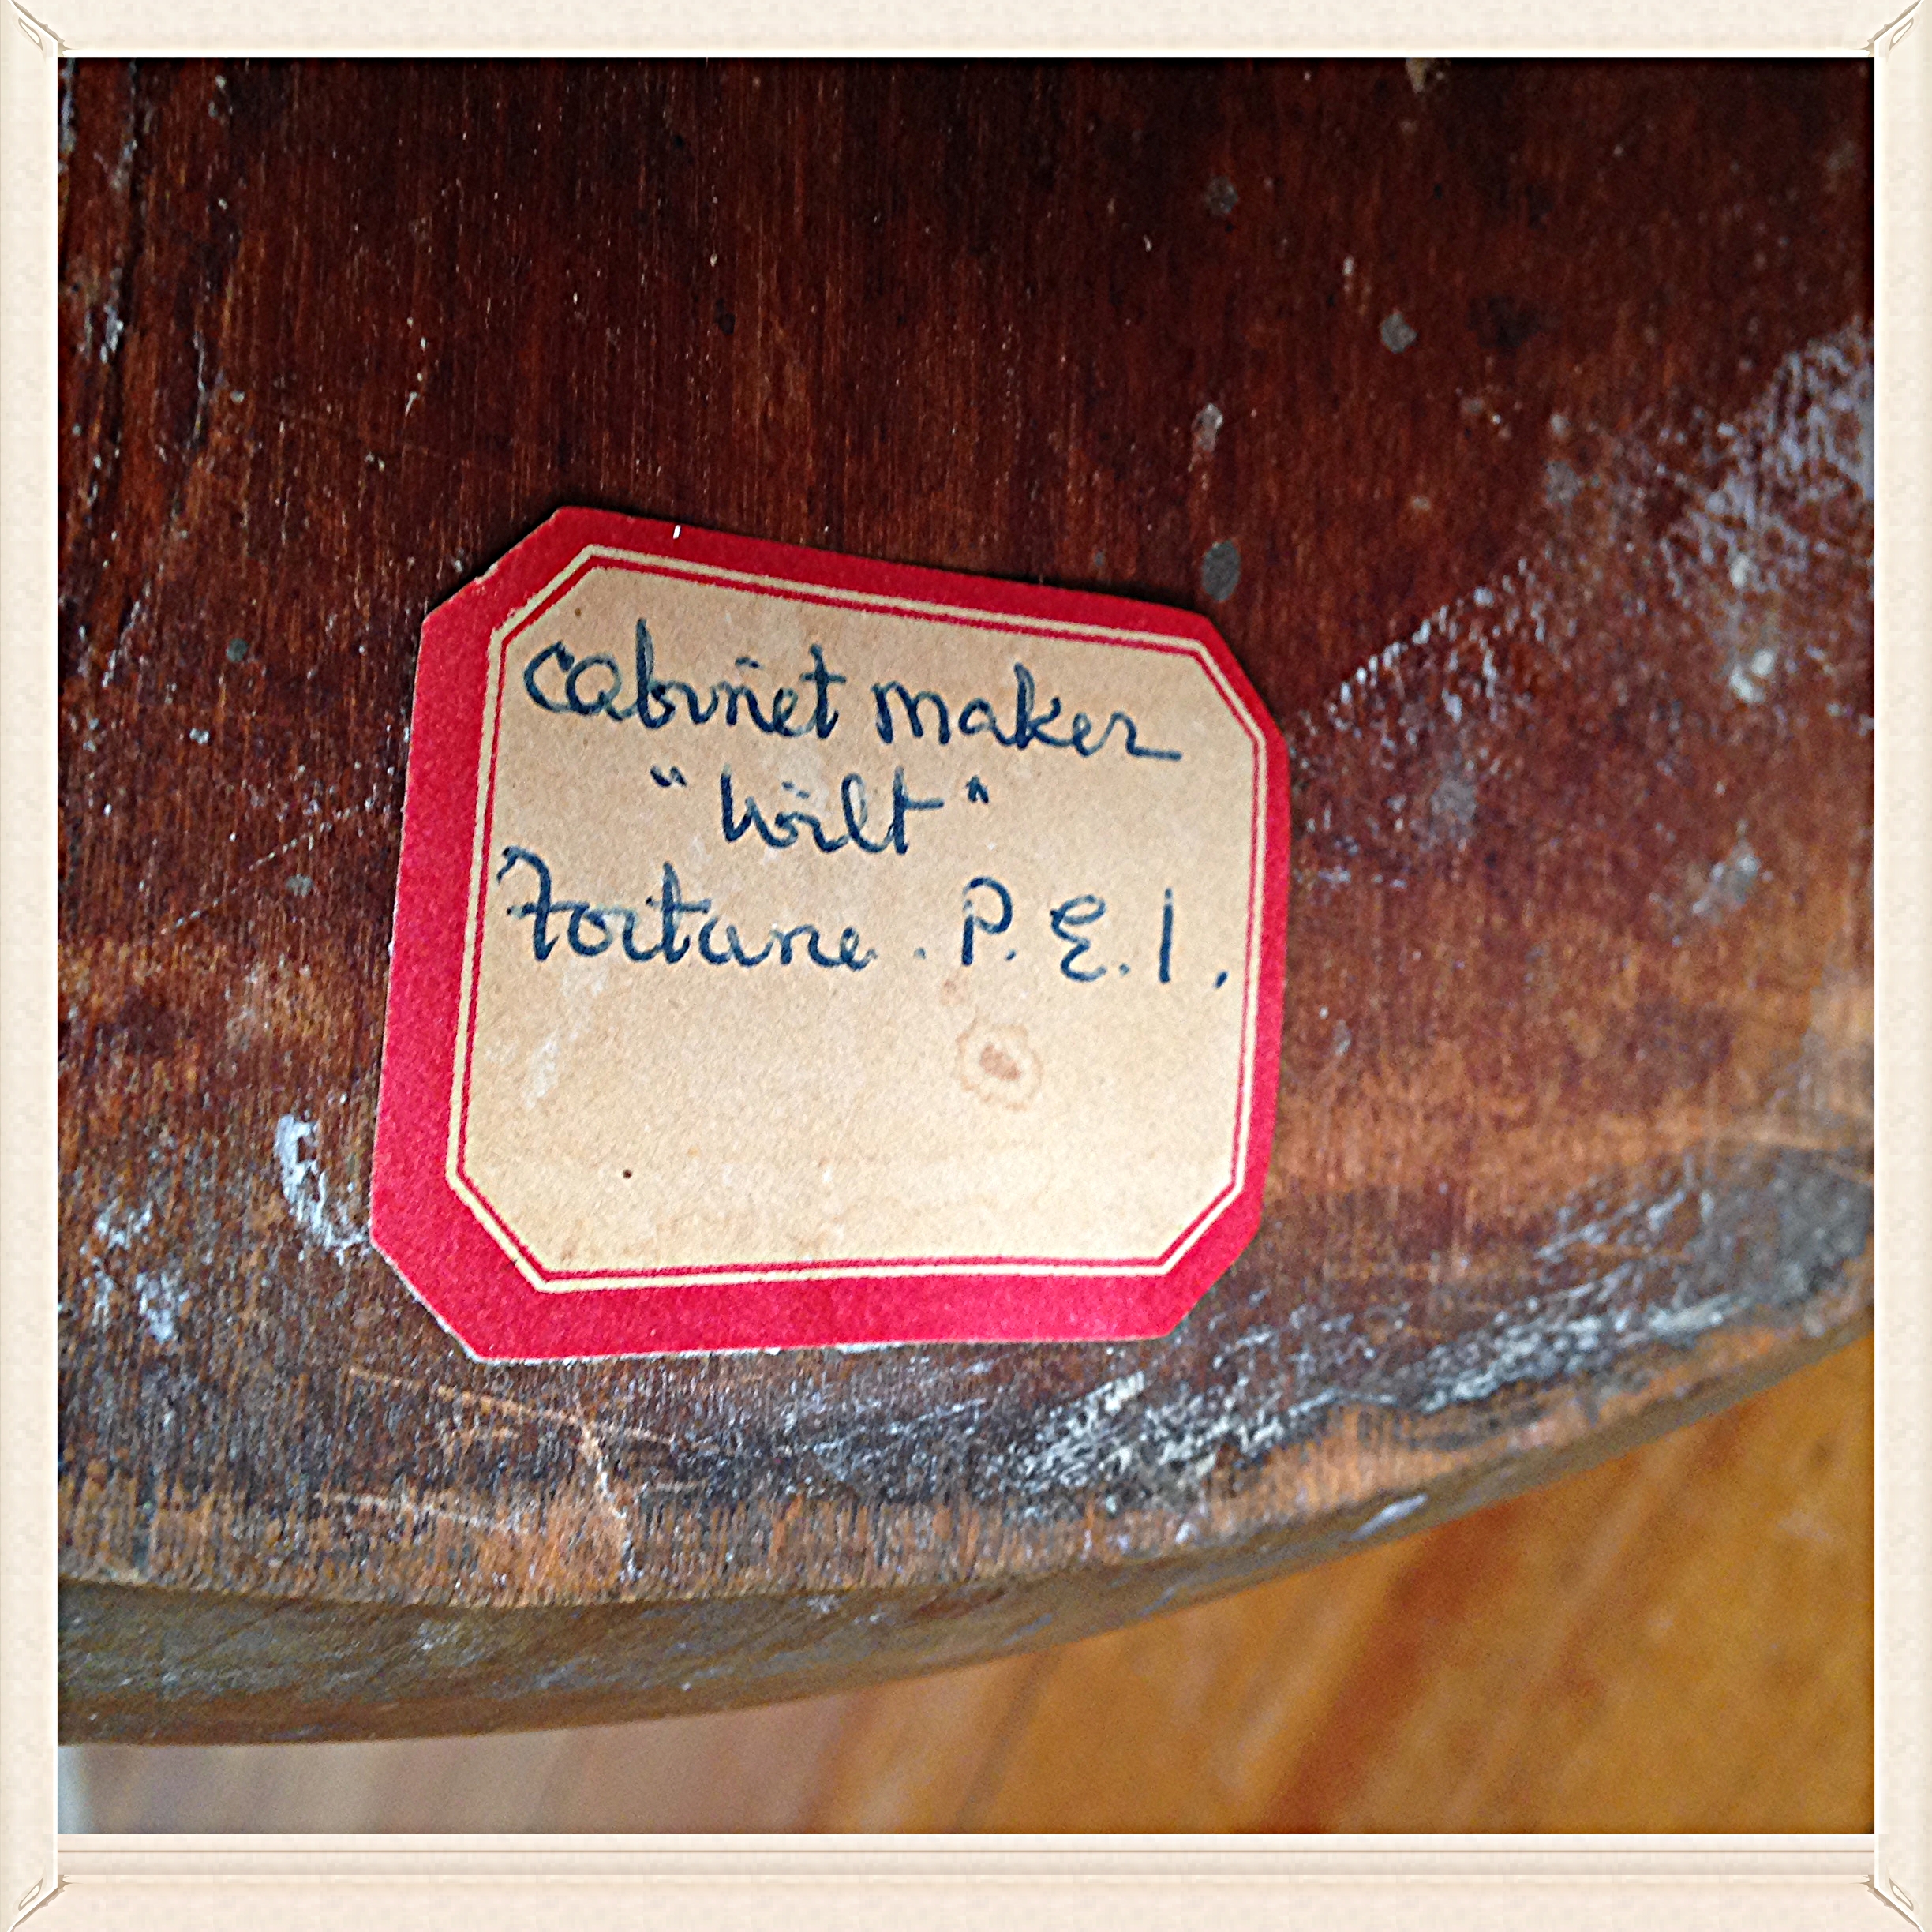 Cabinet maker
"Wilt"
Fortune. P. E. I.